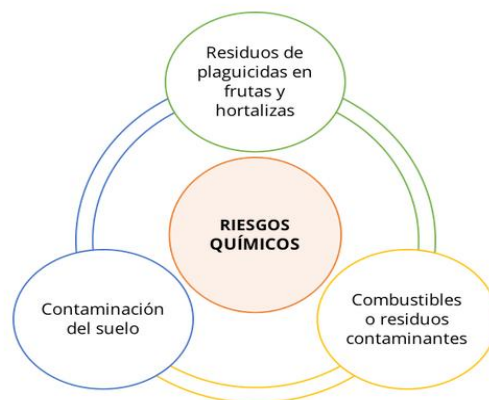 Residuos de
plaguicidas en
frutas y
hortalizas
RIESGOS
QUÍMICOS
Contaminación
del suelo
Combustibles
o residuos
contaminantes